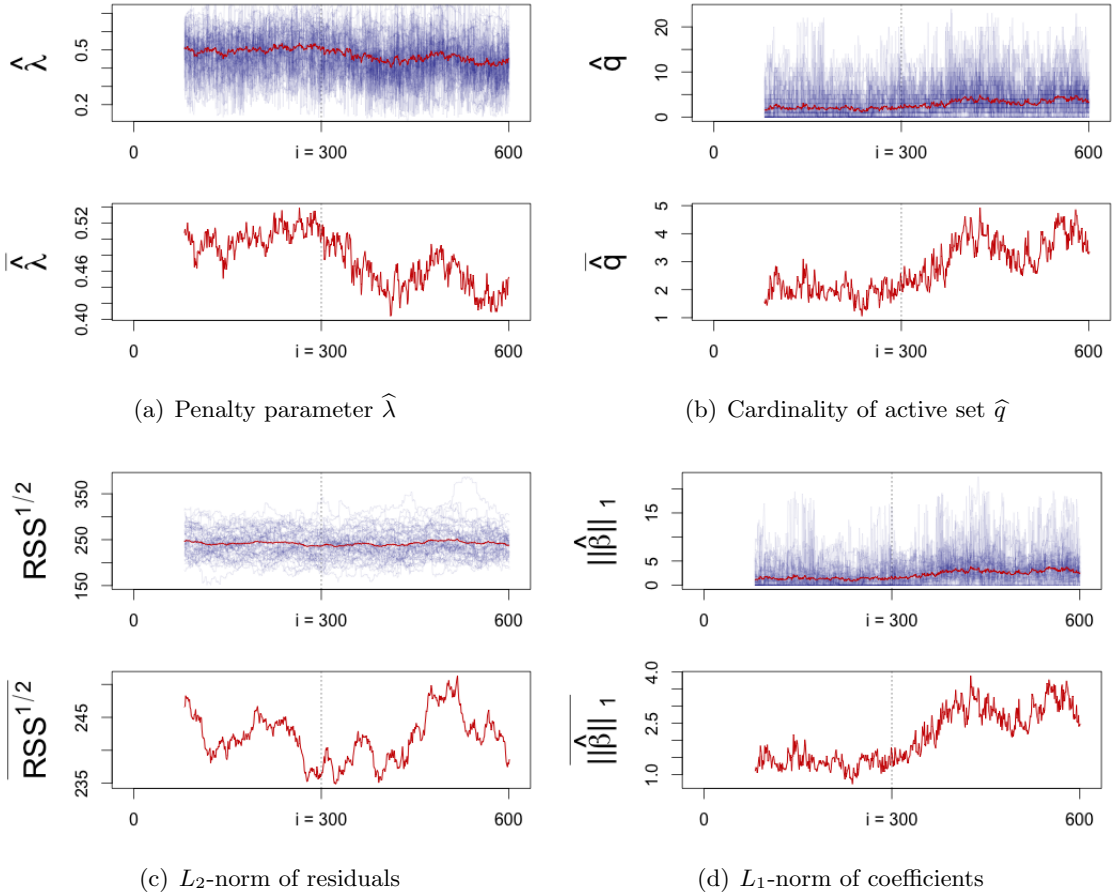 λ̂
0.2 0.5
0 i = 300 600
λ̂̅
0.40 0.46 0.52
0 i = 300 600
(a) Penalty parameter λ̂
q̂
0 10 20
0 i = 300 600
q̂̅
1 2 3 4 5
0 i = 300 600
(b) Cardinality of active set q̂
RSS^{1/2}
150 250 350
0 i = 300 600
\overline{RSS^{1/2}}
235 245
0 i = 300 600
(c) L₂-norm of residuals
||β̂||₁
0 5 15
0 i = 300 600
\overline{||β̂||₁}
1.0 2.5 4.0
0 i = 300 600
(d) L₁-norm of coefficients